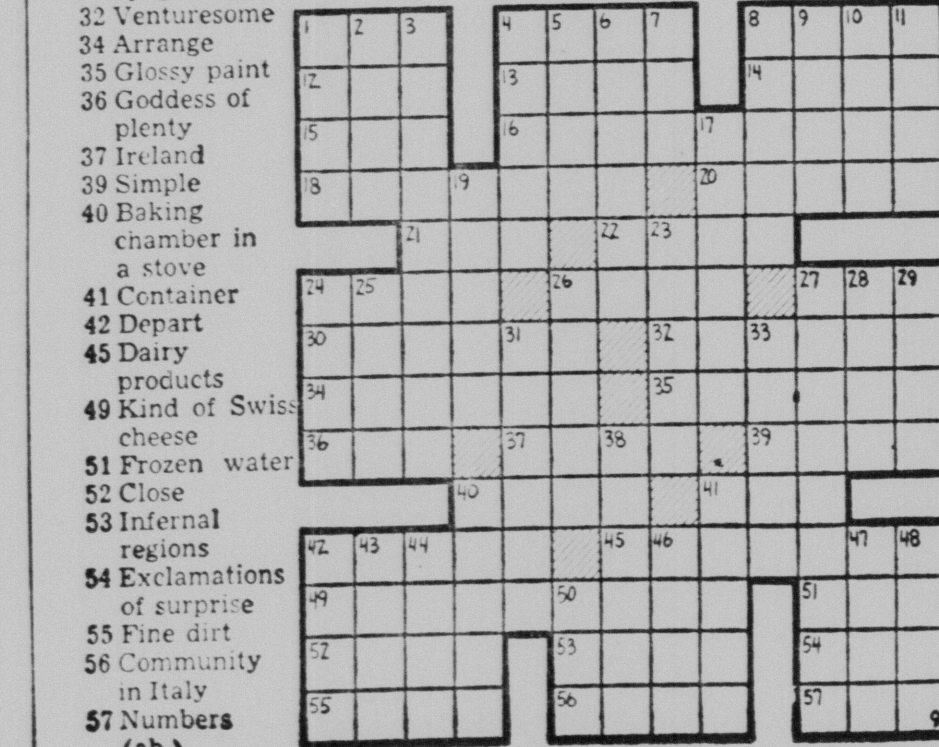 32 Venturesome
34 Arrange
35 Glossy paint
36 Goddess of
plenty
37 Ireland
39 Simple
40 Baking
chamber in
a stove
41 Container
42 Depart
45 Dairy
products
49 Kind of Swiss
cheese
51 Frozen water
52 Close
53 Infernal
regions
54 Exclamations
of surprise
55 Fine dirt
56 Community
in Italy
57 Numbers
(ab.)
1 2 3 4 5 6 7 8 9 10 11
12 13 14
15 16 17
18 19 20
21 22 23
24 25 26 27 28 29
30 31 32 33
34 35
36 37 38 39
40 41
42 43 44 45 46 47 48
49 50 51
52 53 54
55 56 57
9